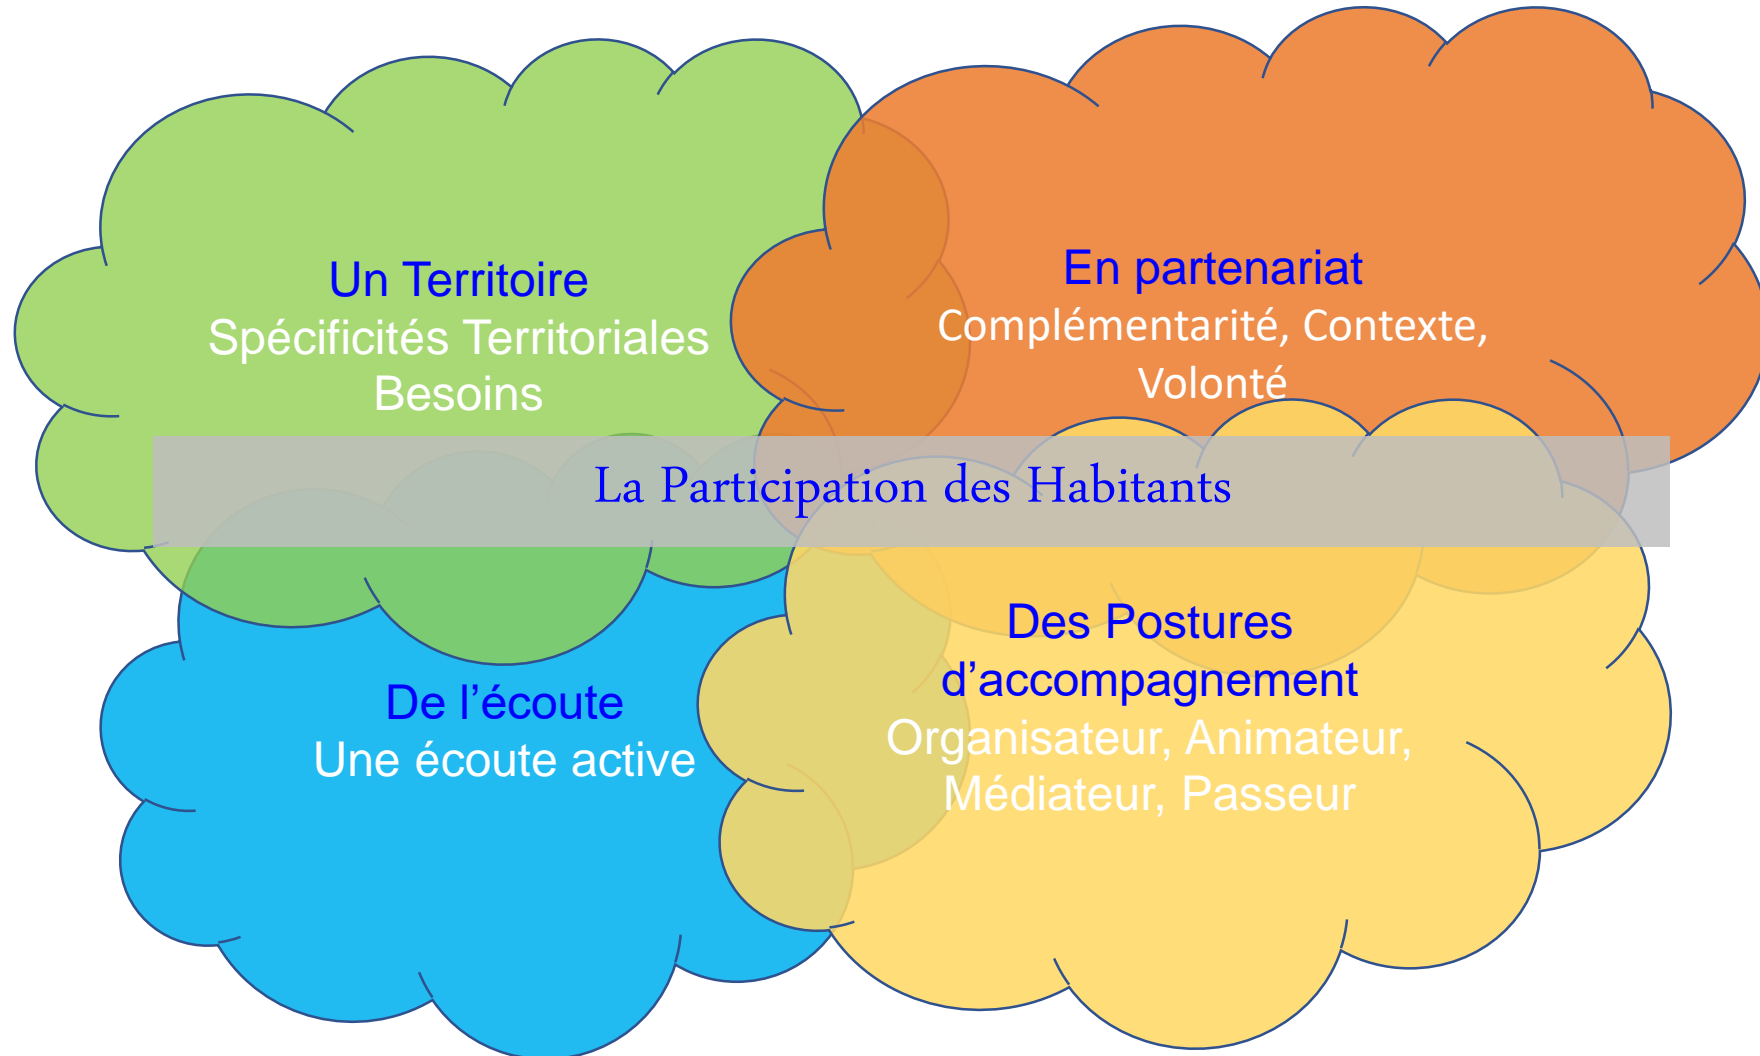 Un Territoire
Spécificités Territoriales
Besoins
En partenariat
Complémentarité, Contexte,
Volonté
La Participation des Habitants
De l’écoute
Une écoute active
Des Postures
d’accompagnement
Organisateur, Animateur,
Médiateur, Passeur